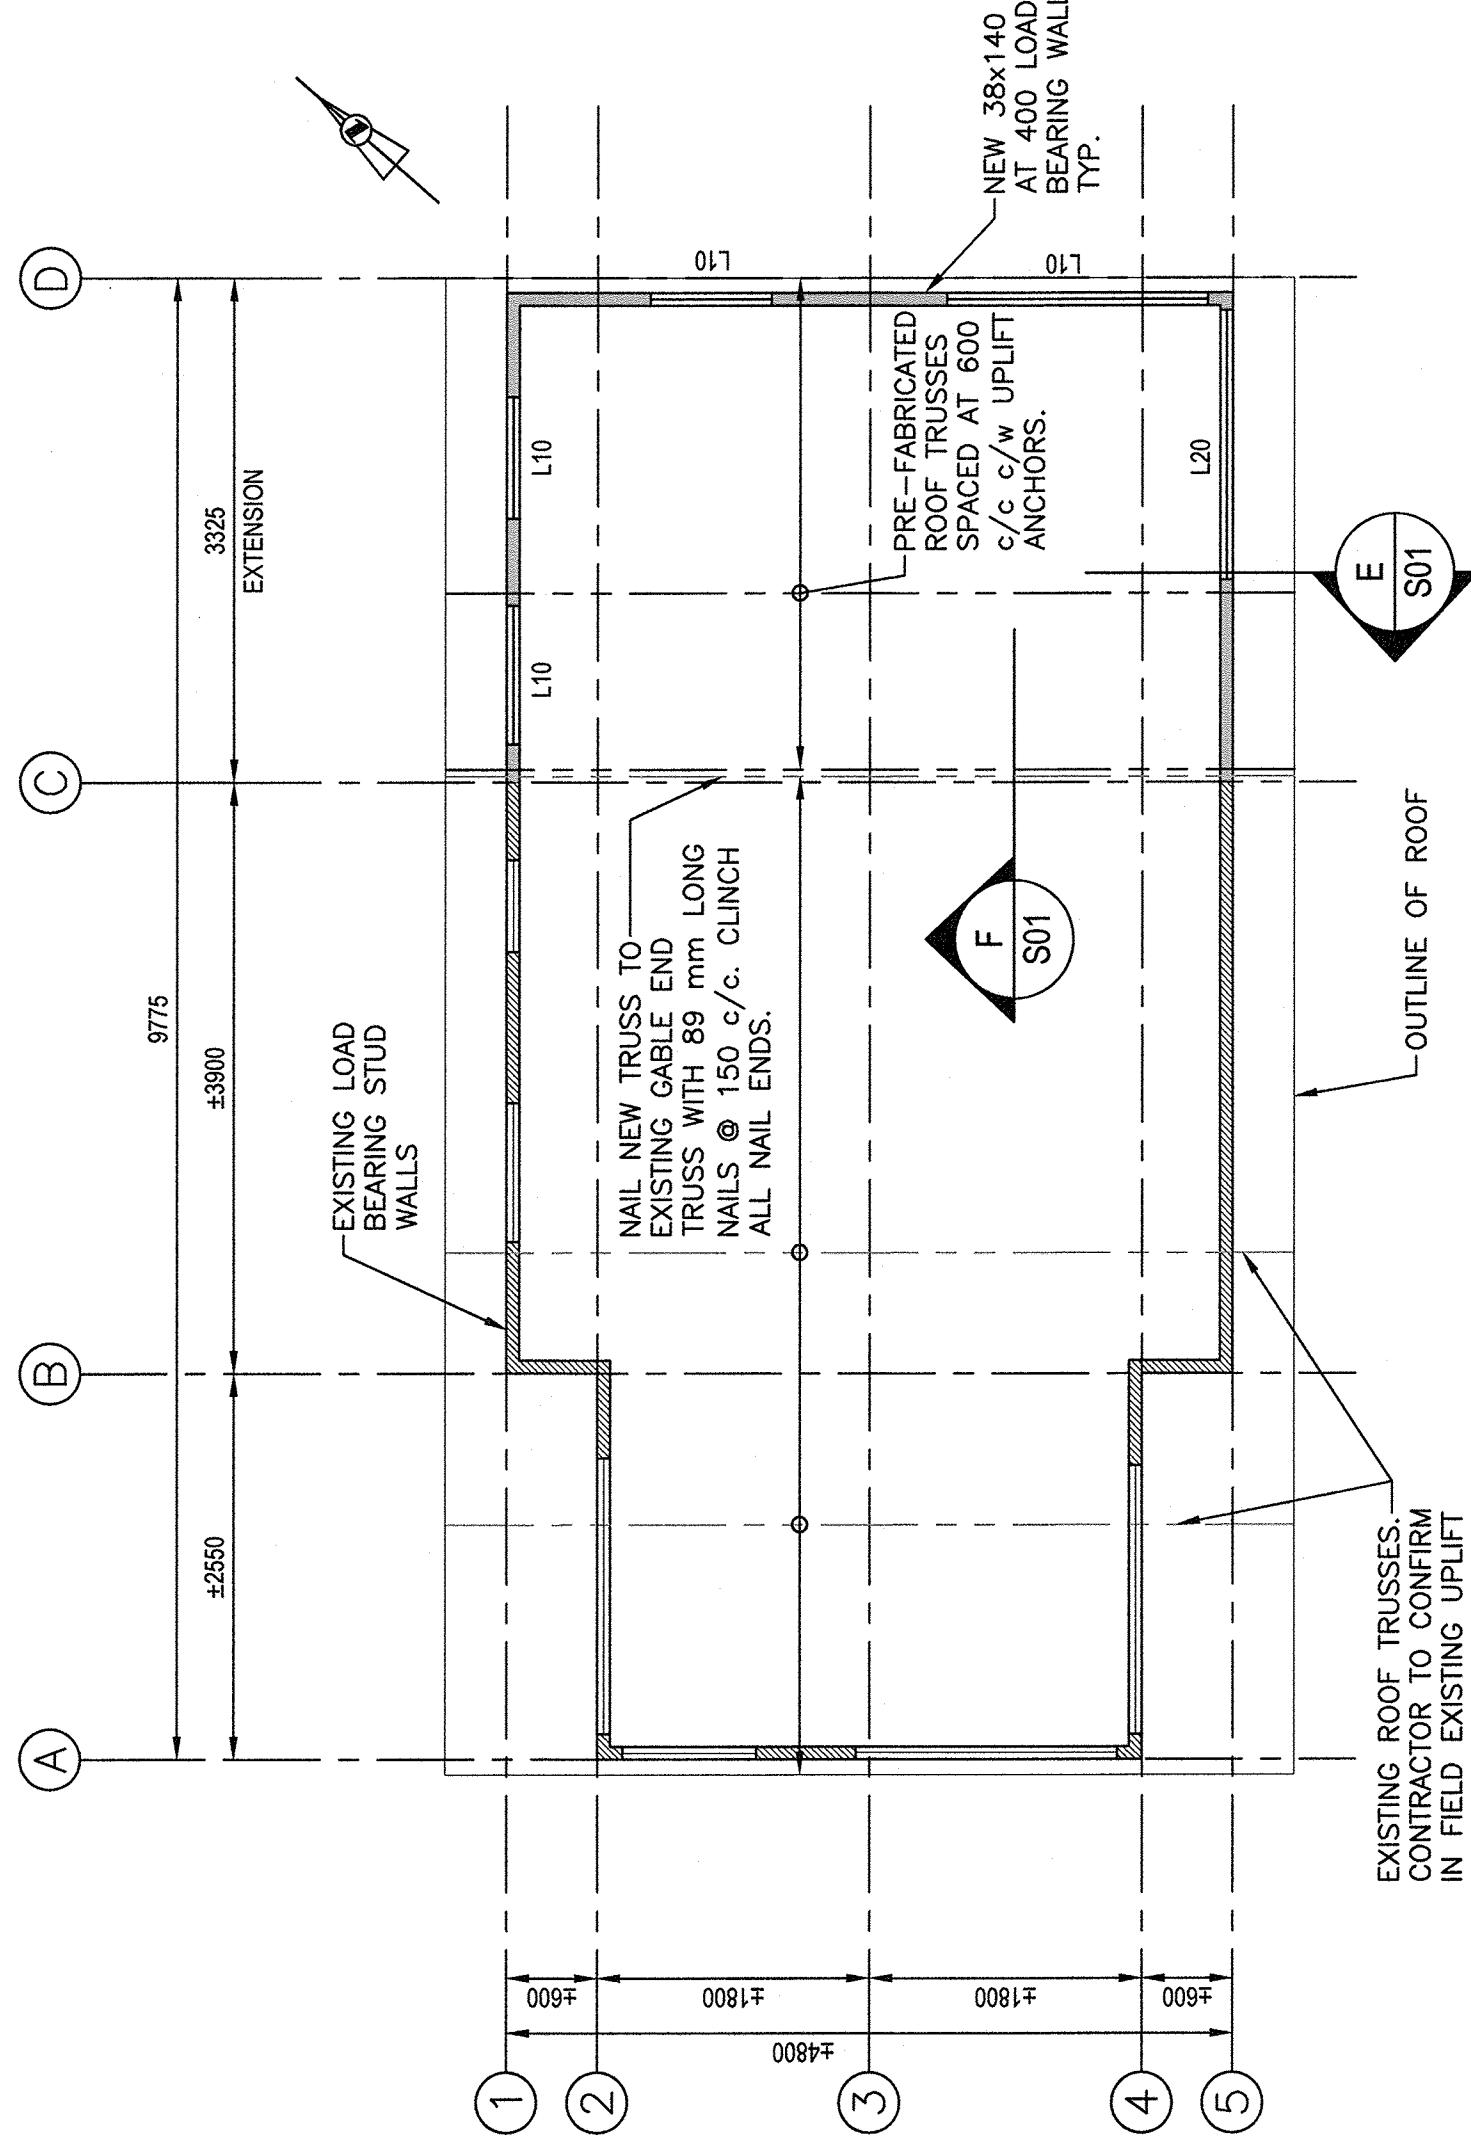 A
B
C
D
9775
±2550
±3900
3325
EXTENSION
EXISTING LOAD
BEARING STUD
WALLS
NAIL NEW TRUSS TO
EXISTING GABLE END
TRUSS WITH 89 mm LONG
NAILS @ 150 c/c. CLINCH
ALL NAIL ENDS.
L10
L10
L10
L10
L20
PRE-FABRICATED
ROOF TRUSSES
SPACED AT 600
c/c c/w UPLIFT
ANCHORS.
NEW 38x140
AT 400 LOAD
BEARING WALL
TYP.
F
S01
E
S01
OUTLINE OF ROOF
EXISTING ROOF TRUSSES.
CONTRACTOR TO CONFIRM
IN FIELD EXISTING UPLIFT
±600
±1800
±1800
±600
±4800
1
2
3
4
5